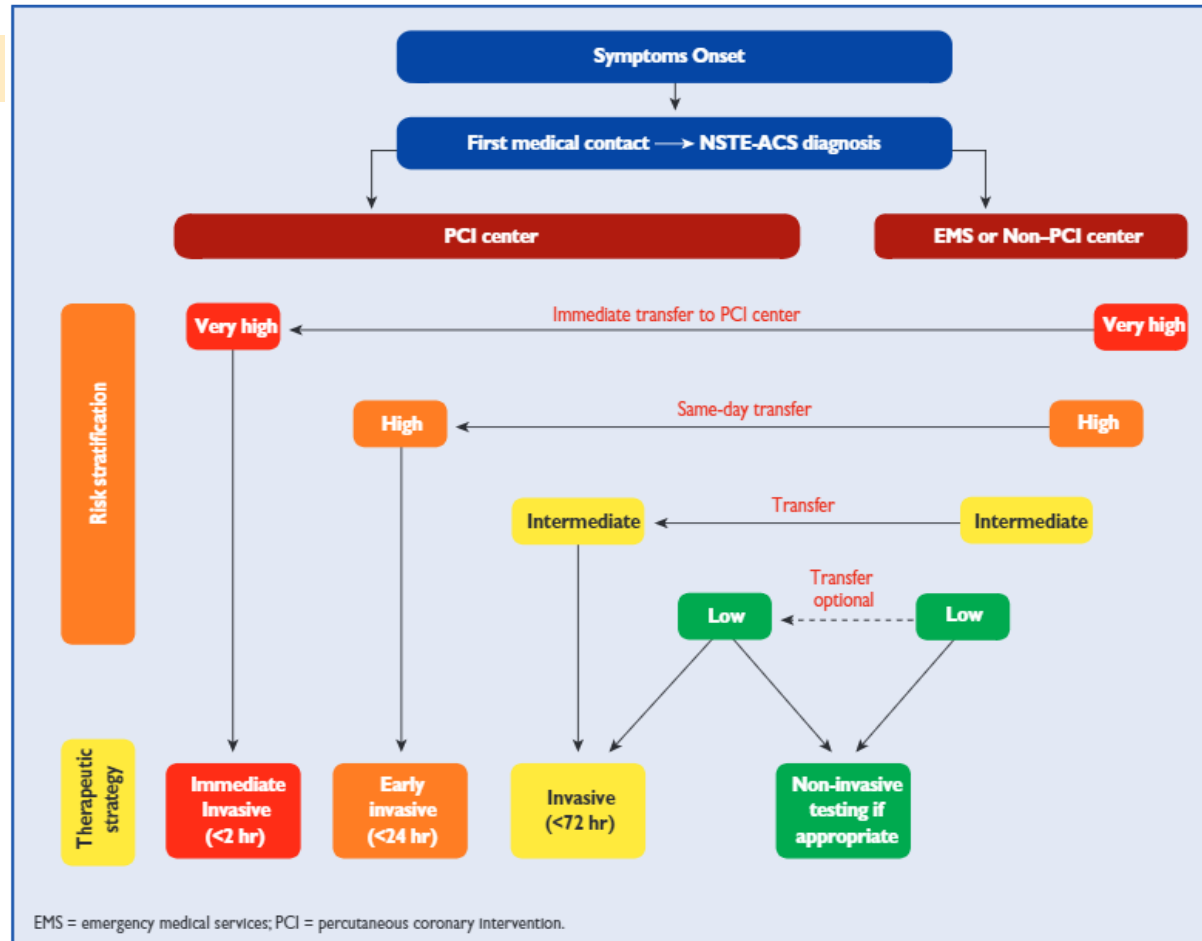 Symptoms Onset
First medical contact → NSTE-ACS diagnosis
PCI center
EMS or Non–PCI center
Risk stratification
Very high
Immediate transfer to PCI center
Very high
High
Same-day transfer
High
Intermediate
Transfer
Intermediate
Low
Transfer
optional
Low
Therapeutic
strategy
Immediate
Invasive
(<2 hr)
Early
invasive
(<24 hr)
Invasive
(<72 hr)
Non-invasive
testing if
appropriate
EMS = emergency medical services; PCI = percutaneous coronary intervention.